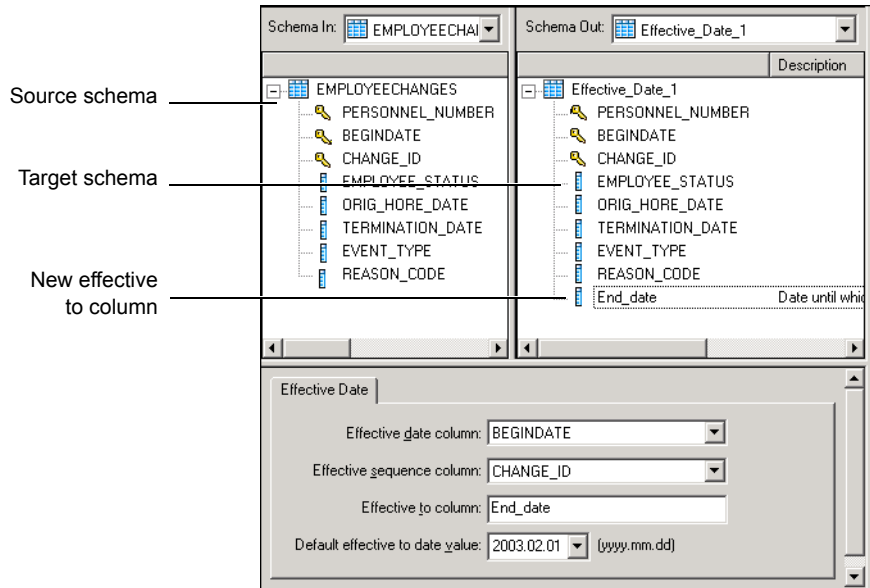 Schema In: EMPLOYEECHAI
Schema Out: Effective_Date_1
Description
Source schema
EMPLOYEECHANGES
PERSONNEL_NUMBER
BEGINDATE
CHANGE_ID
EMPLOYEE_STATUS
ORIG_HORE_DATE
TERMINATION_DATE
EVENT_TYPE
REASON_CODE
Target schema
New effective
to column
Effective_Date_1
PERSONNEL_NUMBER
BEGINDATE
CHANGE_ID
EMPLOYEE_STATUS
ORIG_HORE_DATE
TERMINATION_DATE
EVENT_TYPE
REASON_CODE
End_date Date until whic
Effective Date
Effective date column: BEGINDATE
Effective sequence column: CHANGE_ID
Effective to column: End_date
Default effective to date value: 2003.02.01 (yyyy.mm.dd)